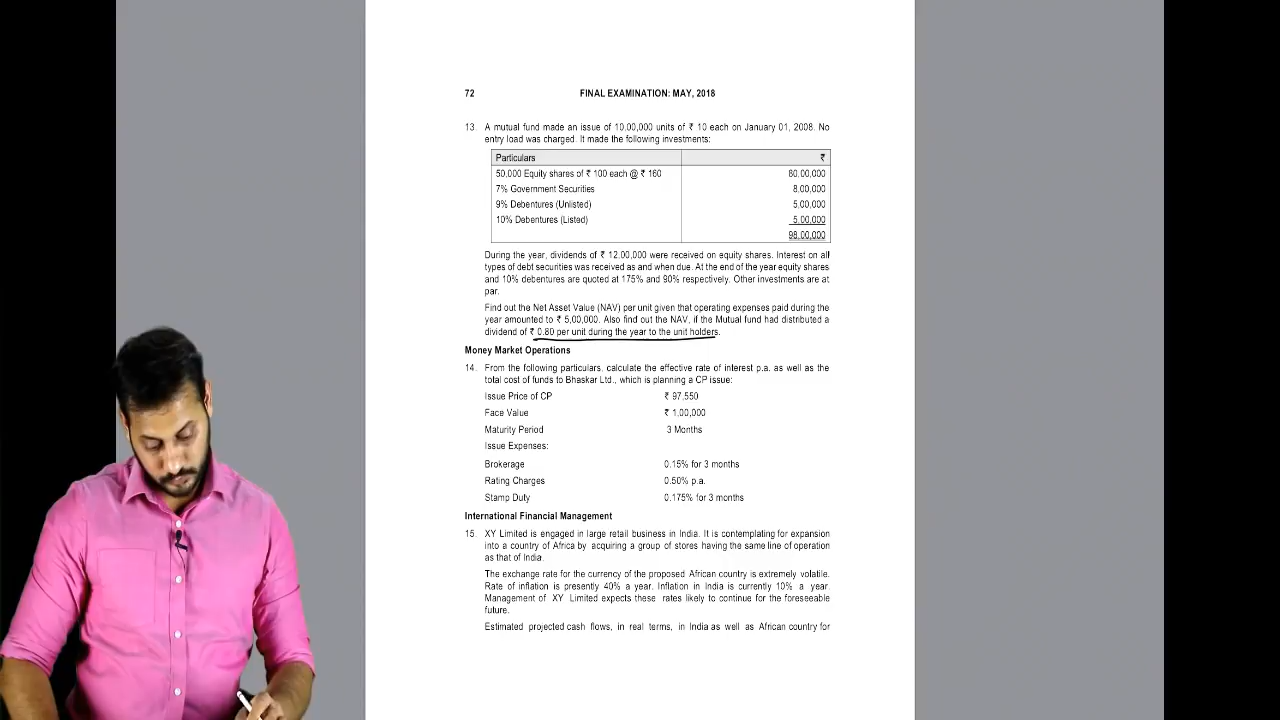 72 FINAL EXAMINATION: MAY, 2018
13. A mutual fund made an issue of 10,00,000 units of ₹ 10 each on January 01, 2008. No
entry load was charged. It made the following investments:
Particulars ₹
50,000 Equity shares of ₹ 100 each @ ₹ 160 80,00,000
7% Government Securities 8,00,000
9% Debentures (Unlisted) 5,00,000
10% Debentures (Listed) 5,00,000
98,00,000
During the year, dividends of ₹ 12,00,000 were received on equity shares. Interest on all
types of debt securities was received as and when due. At the end of the year equity shares
and 10% debentures are quoted at 175% and 90% respectively. Other investments are at
par.
Find out the Net Asset Value (NAV) per unit given that operating expenses paid during the
year amounted to ₹ 5,00,000. Also find out the NAV, if the Mutual fund had distributed a
dividend of ₹ 0.80 per unit during the year to the unit holders.
Money Market Operations
14. From the following particulars, calculate the effective rate of interest p.a. as well as the
total cost of funds to Bhaskar Ltd., which is planning a CP issue:
Issue Price of CP ₹ 97,550
Face Value ₹ 1,00,000
Maturity Period 3 Months
Issue Expenses:
Brokerage 0.15% for 3 months
Rating Charges 0.50% p.a.
Stamp Duty 0.175% for 3 months
International Financial Management
15. XY Limited is engaged in large retail business in India. It is contemplating for expansion
into a country of Africa by acquiring a group of stores having the same line of operation
as that of India.
The exchange rate for the currency of the proposed African country is extremely volatile.
Rate of inflation is presently 40% a year. Inflation in India is currently 10% a year.
Management of XY Limited expects these rates likely to continue for the foreseeable
future.
Estimated projected cash flows, in real terms, in India as well as African country for